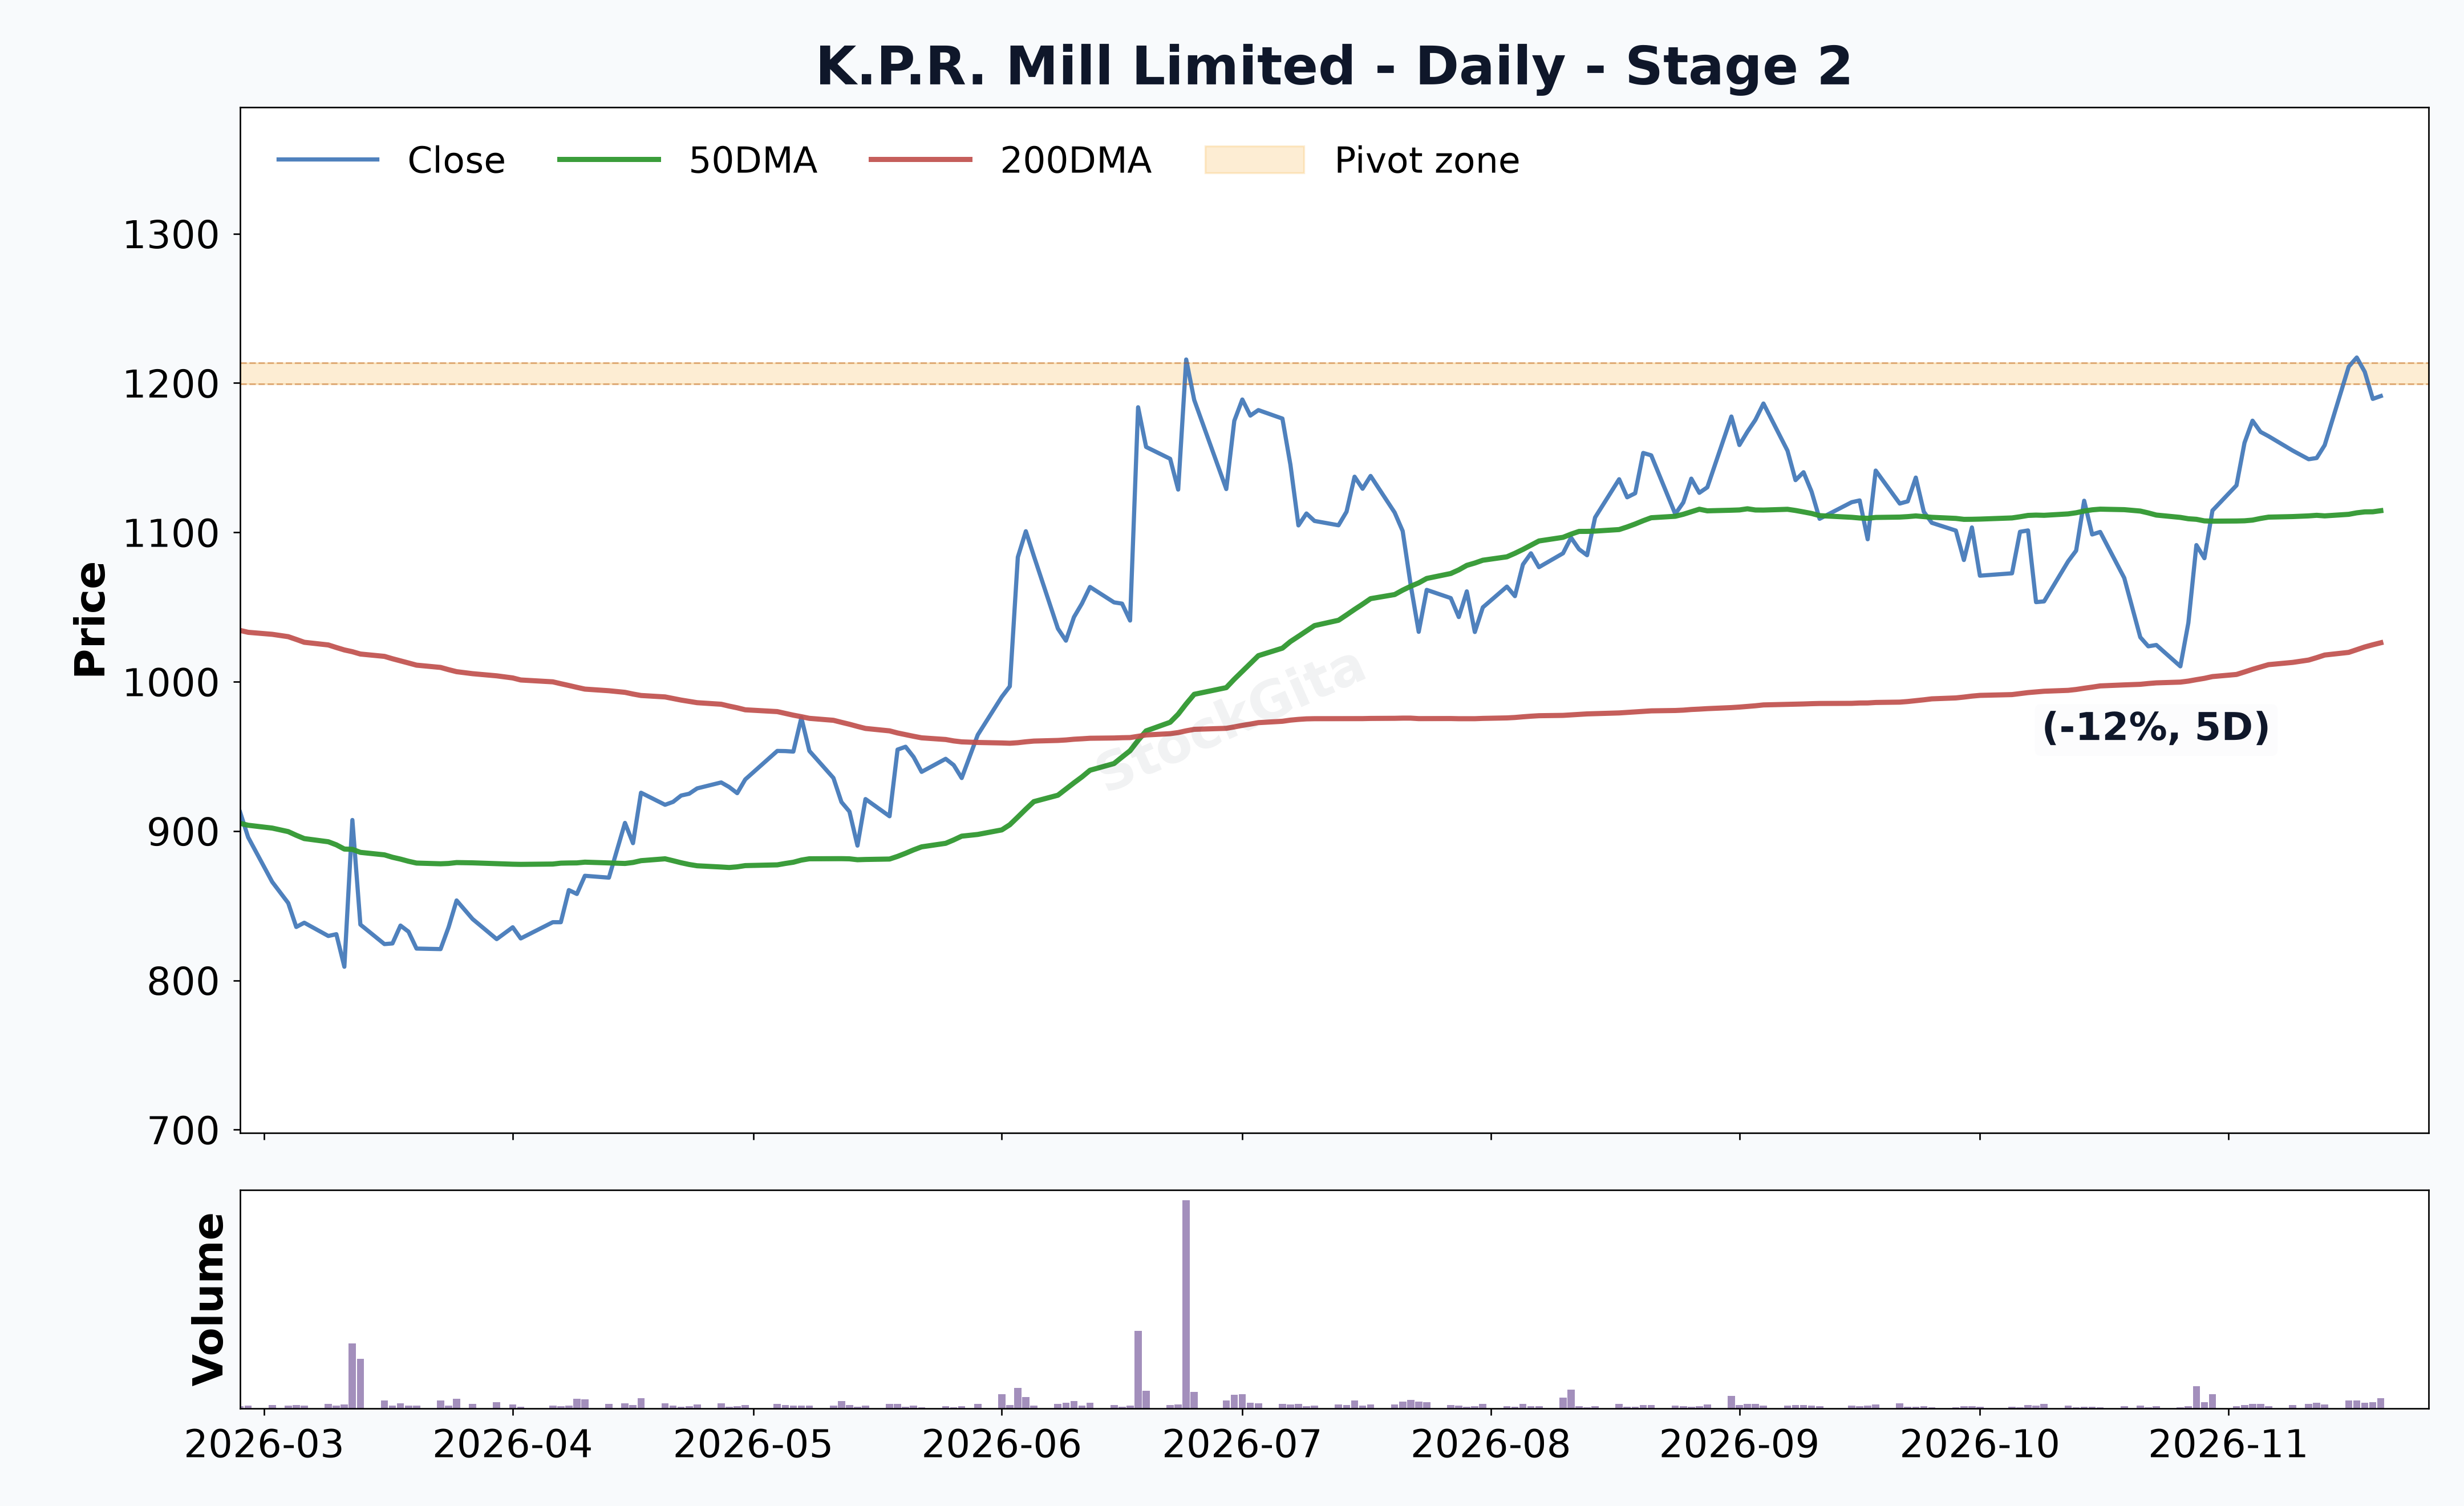 K.P.R. Mill Limited - Daily - Stage 2
Close 50DMA 200DMA Pivot zone
1300
1200
1100
1000
900
800
700
Price
StockGita
(-12%, 5D)
Volume
2026-03 2026-04 2026-05 2026-06 2026-07 2026-08 2026-09 2026-10 2026-11